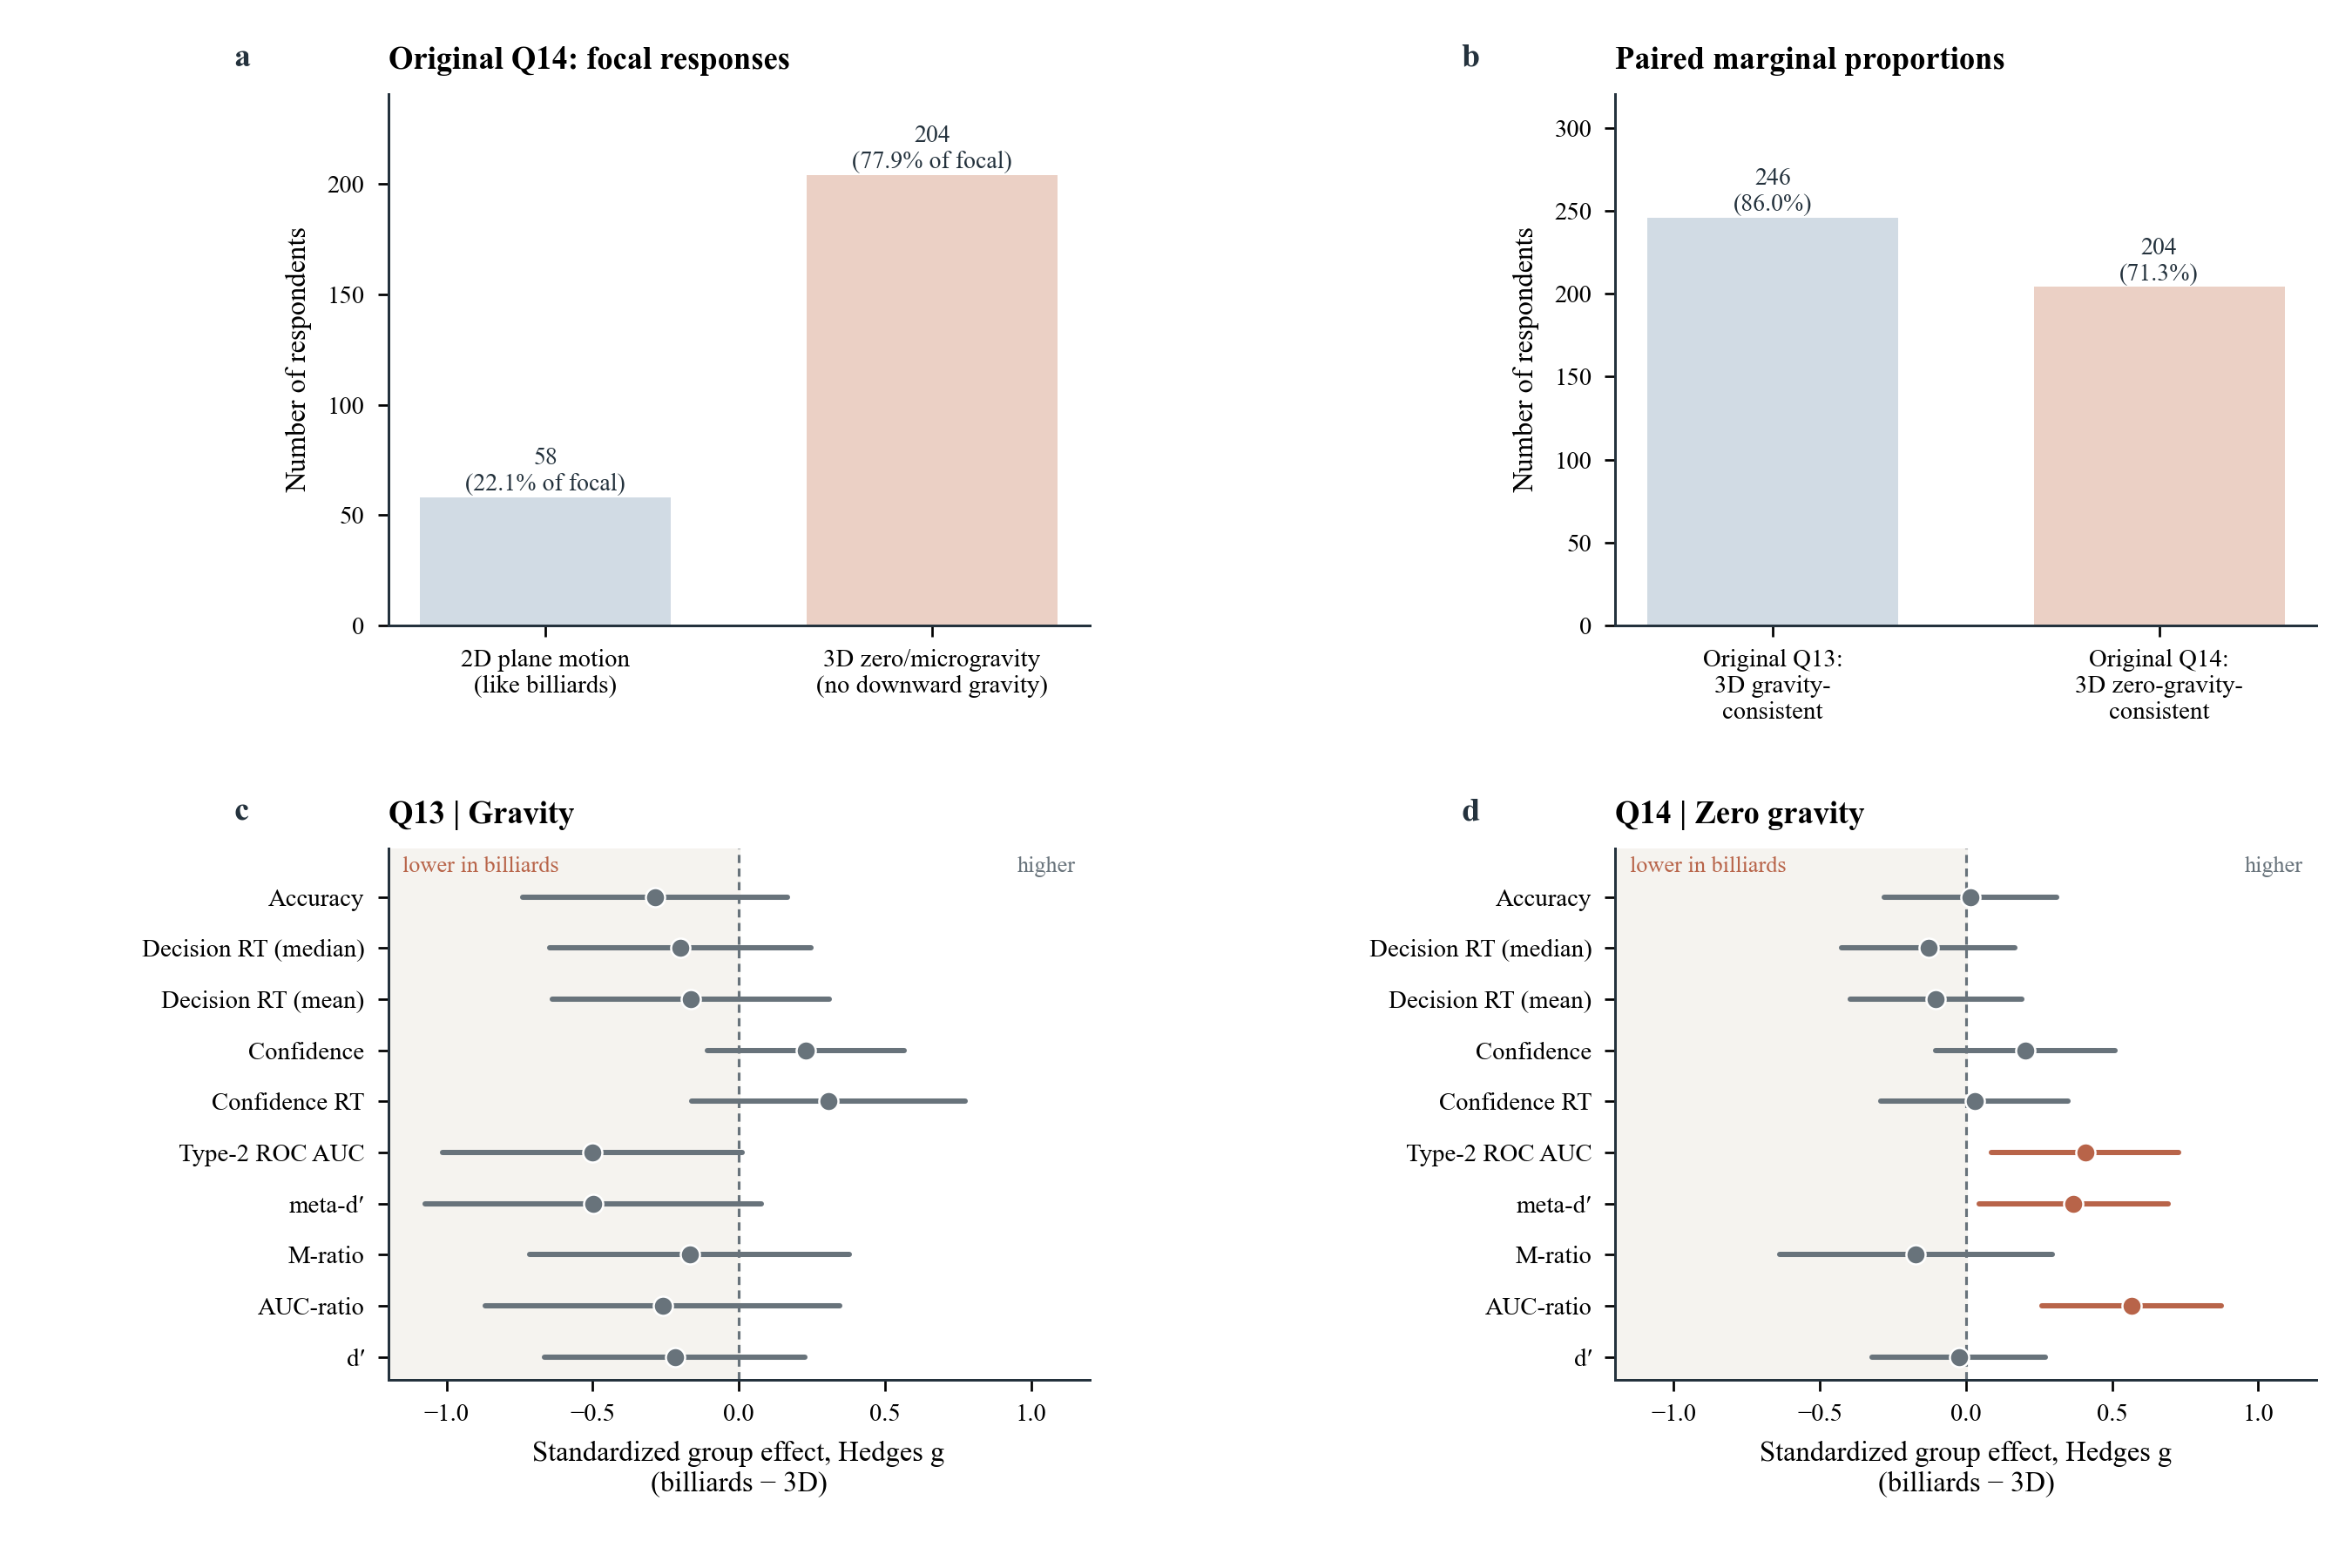 a
Original Q14: focal responses
Number of respondents
200
150
100
50
0
204
(77.9% of focal)
58
(22.1% of focal)
2D plane motion
(like billiards)
3D zero/microgravity
(no downward gravity)
b
Paired marginal proportions
Number of respondents
300
250
200
150
100
50
0
246
(86.0%)
204
(71.3%)
Original Q13:
3D gravity-
consistent
Original Q14:
3D zero-gravity-
consistent
c
Q13 | Gravity
lower in billiards
higher
Accuracy
Decision RT (median)
Decision RT (mean)
Confidence
Confidence RT
Type-2 ROC AUC
meta-d′
M-ratio
AUC-ratio
d′
−1.0
−0.5
0.0
0.5
1.0
Standardized group effect, Hedges g
(billiards − 3D)
d
Q14 | Zero gravity
lower in billiards
higher
Accuracy
Decision RT (median)
Decision RT (mean)
Confidence
Confidence RT
Type-2 ROC AUC
meta-d′
M-ratio
AUC-ratio
d′
−1.0
−0.5
0.0
0.5
1.0
Standardized group effect, Hedges g
(billiards − 3D)